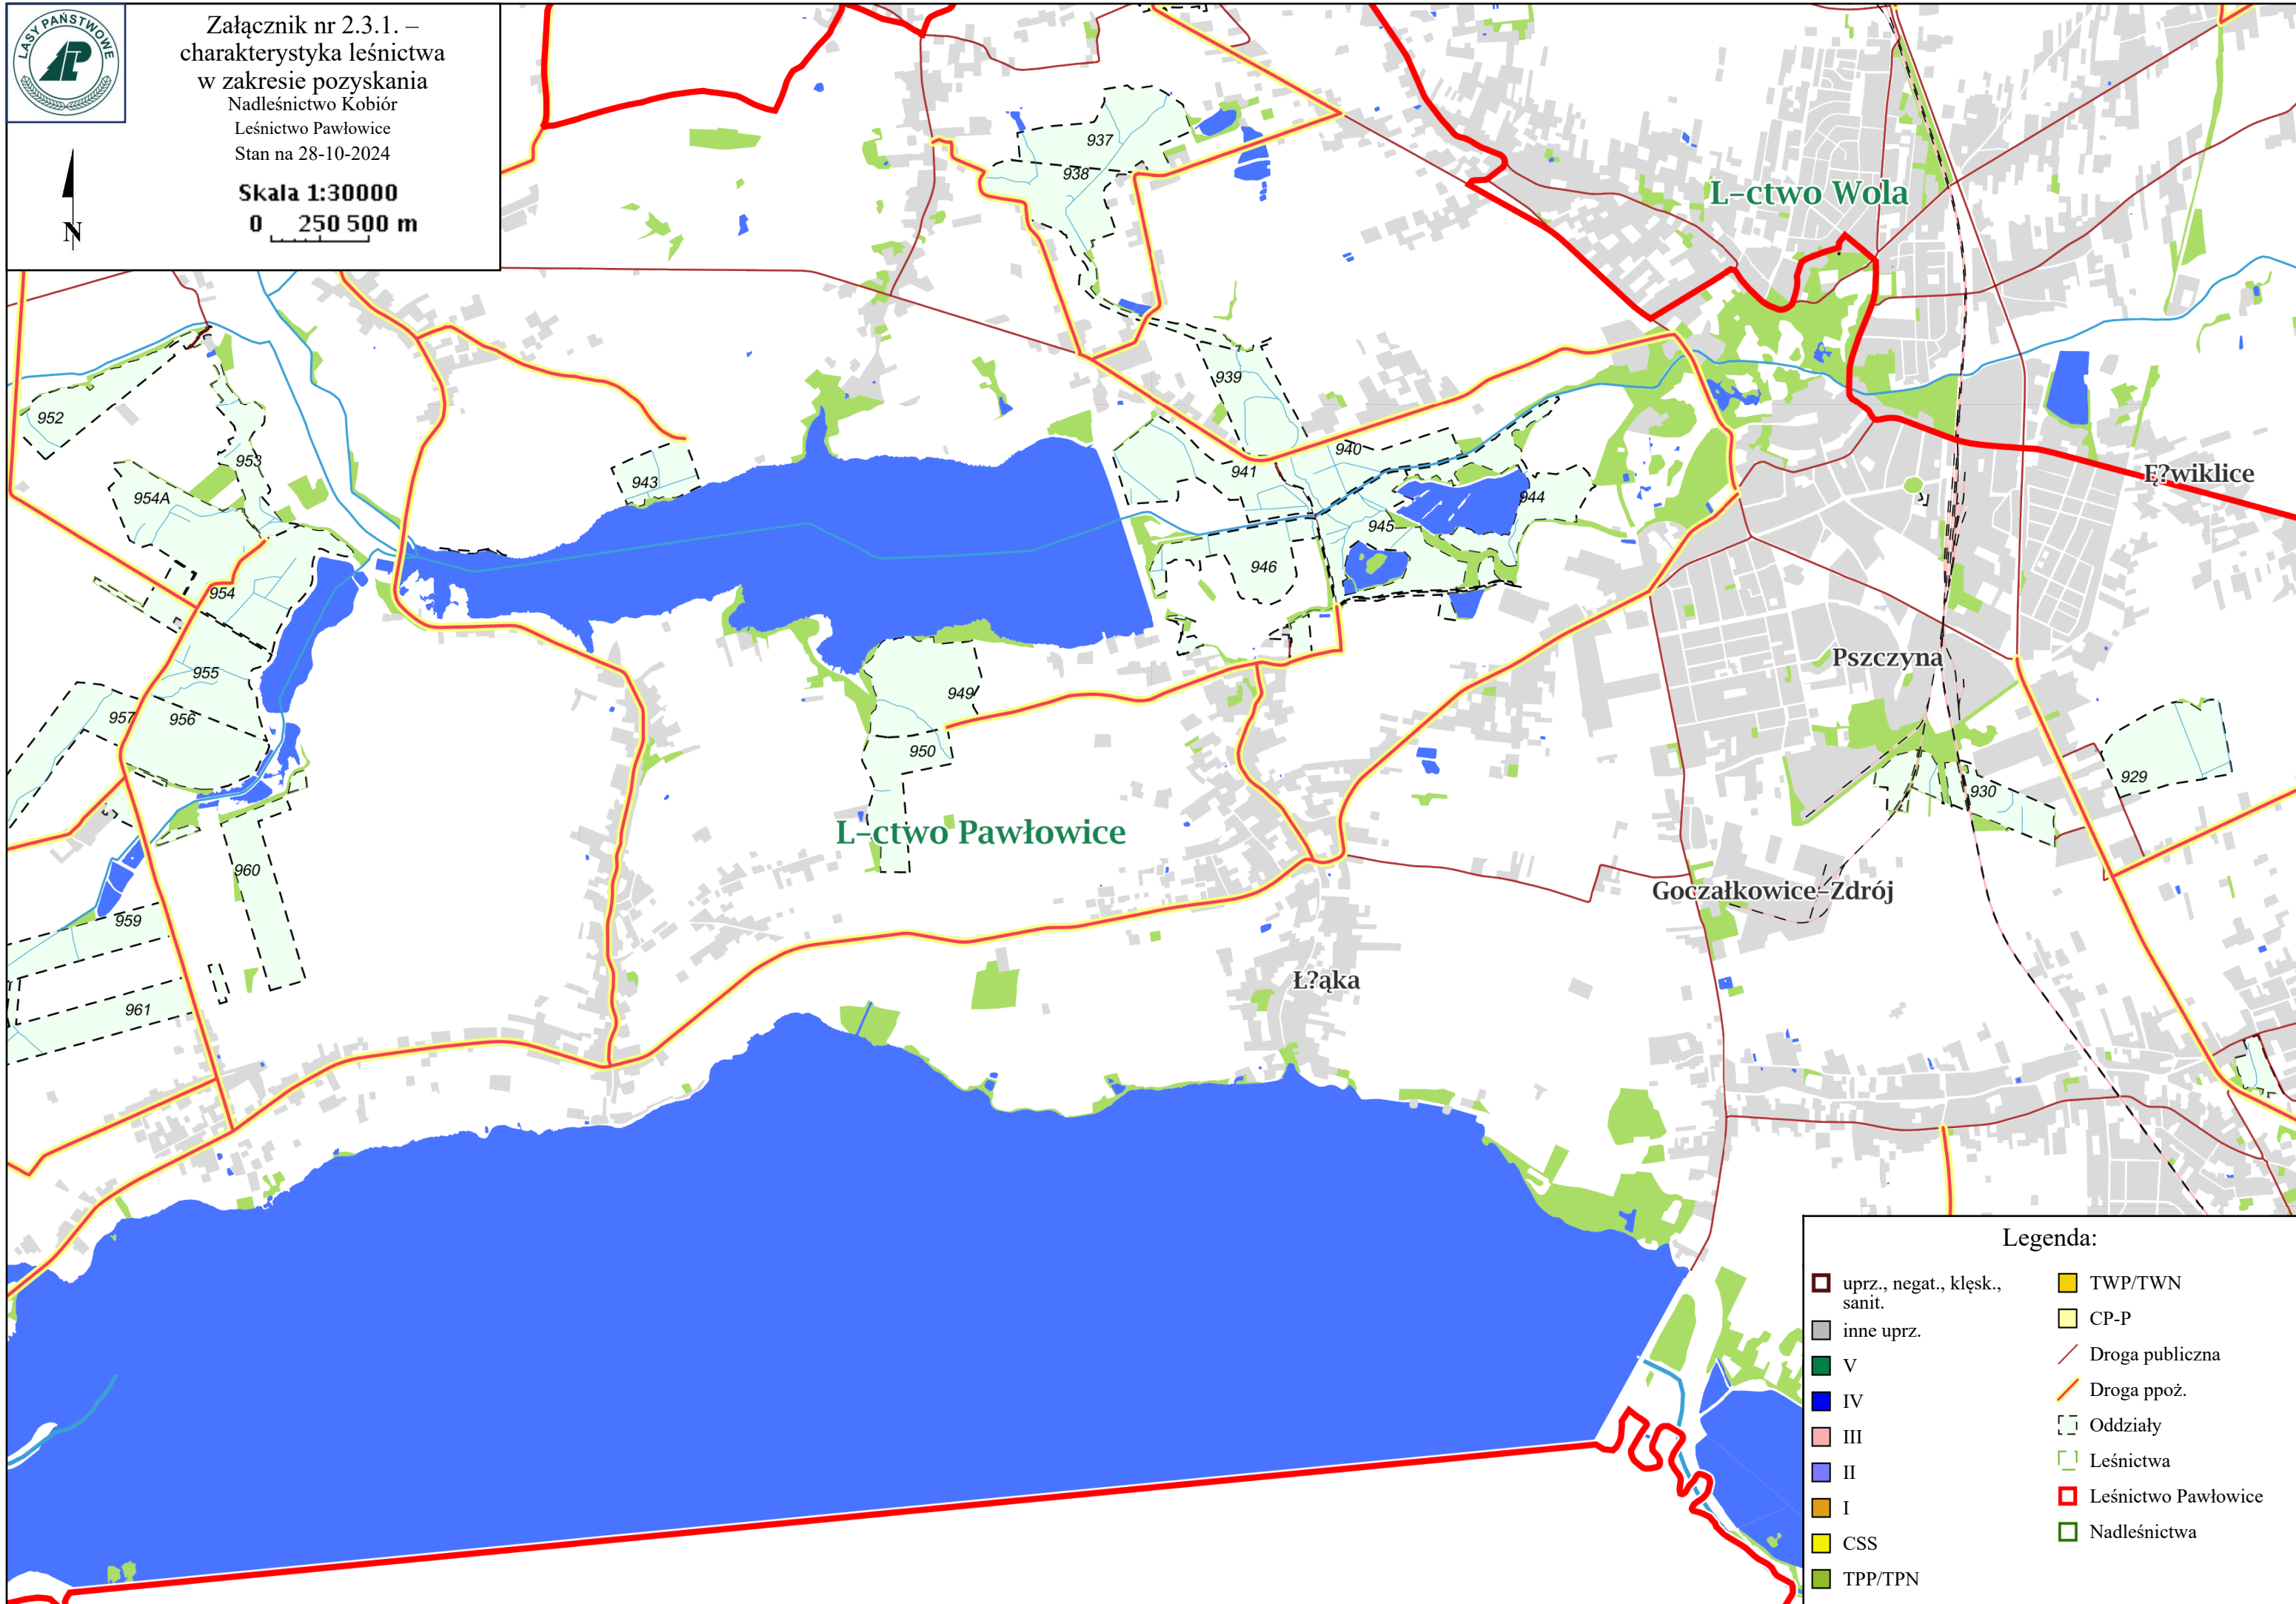 LASY PAŃSTWOWE
Załącznik nr 2.3.1. –
charakterystyka leśnictwa
w zakresie pozyskania
Nadleśnictwo Kobiór
Leśnictwo Pawłowice
Stan na 28-10-2024
Skala 1:30000
0 250 500 m
N
937
938
L-ctwo Wola
939
952
940
953
941
Ę?wiklice
943
954A
944
945
946
954
Pszczyna
955
949
957
956
950
929
930
L-ctwo Pawłowice
960
Goczałkowice-Zdrój
959
Ł?ąka
961
Legenda:
uprz., negat., klęsk.,
sanit.
inne uprz.
V
IV
III
II
I
CSS
TPP/TPN
TWP/TWN
CP-P
Droga publiczna
Droga ppoż.
Oddziały
Leśnictwa
Leśnictwo Pawłowice
Nadleśnictwa